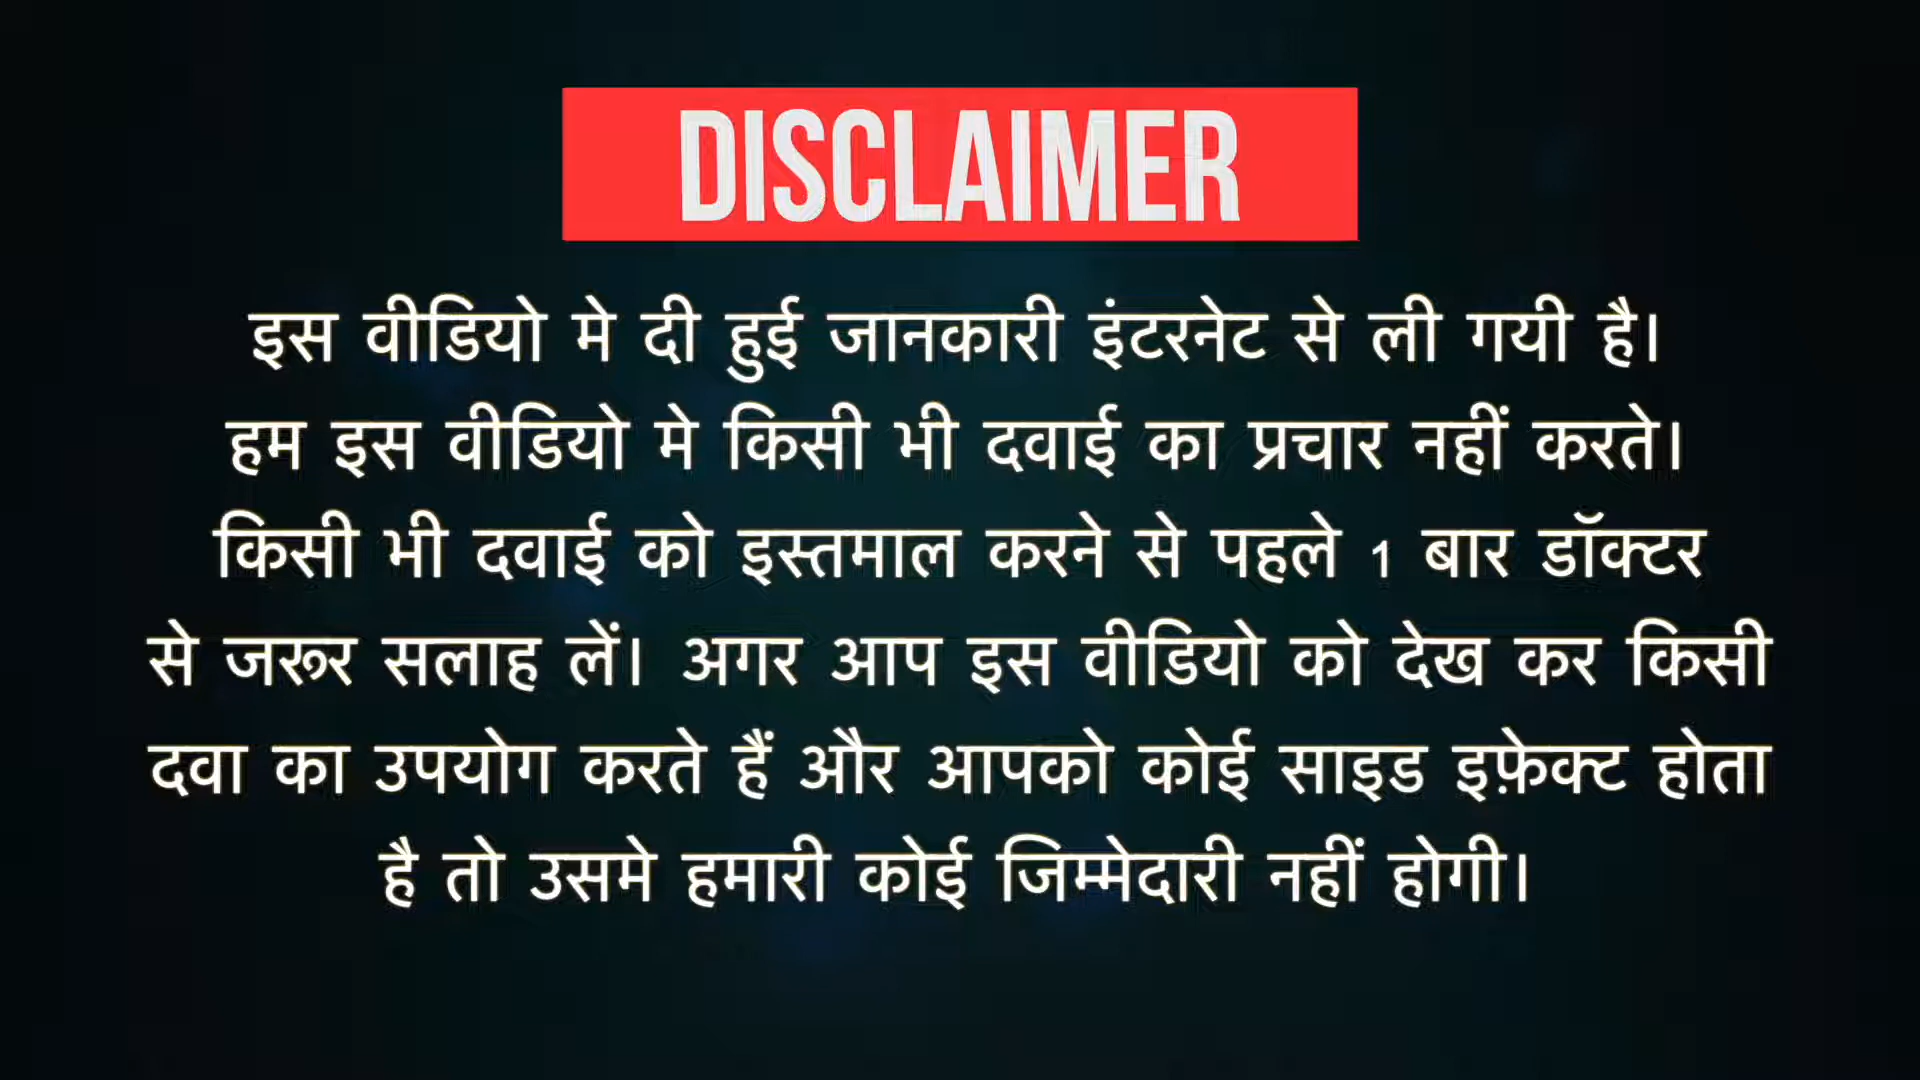 DISCLAIMER
इस वीडियो मे दी हुई जानकारी इंटरनेट से ली गयी है।
हम इस वीडियो मे किसी भी दवाई का प्रचार नहीं करते।
किसी भी दवाई को इस्तमाल करने से पहले 1 बार डॉक्टर
से जरूर सलाह लें। अगर आप इस वीडियो को देख कर किसी
दवा का उपयोग करते हैं और आपको कोई साइड इफ़ेक्ट होता
है तो उसमे हमारी कोई जिम्मेदारी नहीं होगी।